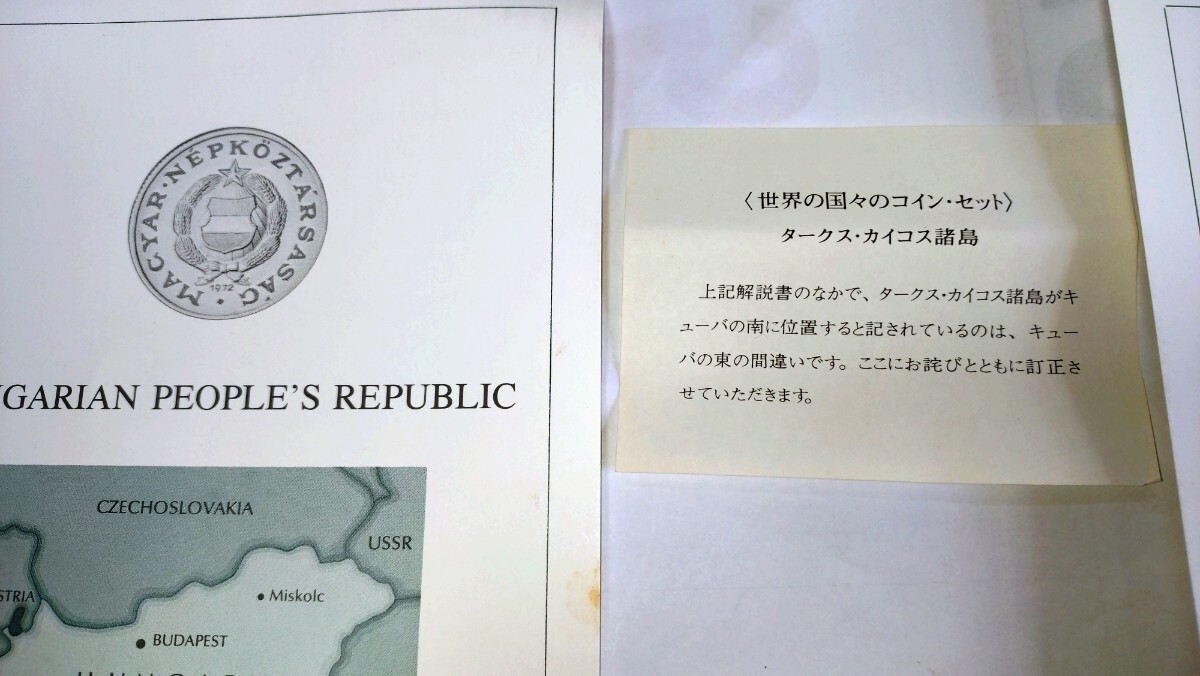 MAGYAR·NÉPKÖZTÁRSASÁG·
1972
PEOPLE'S REPUBLIC
CZECHOSLOVAKIA
USSR
Miskolc
BUDAPEST
〈世界の国々のコイン・セット〉
タークス・カイコス諸島
上記解説書のなかで、タークス・カイコス諸島がキ
ューバの南に位置すると記されているのは、キュー
バの東の間違いです。ここにお詫びとともに訂正さ
せていただきます。